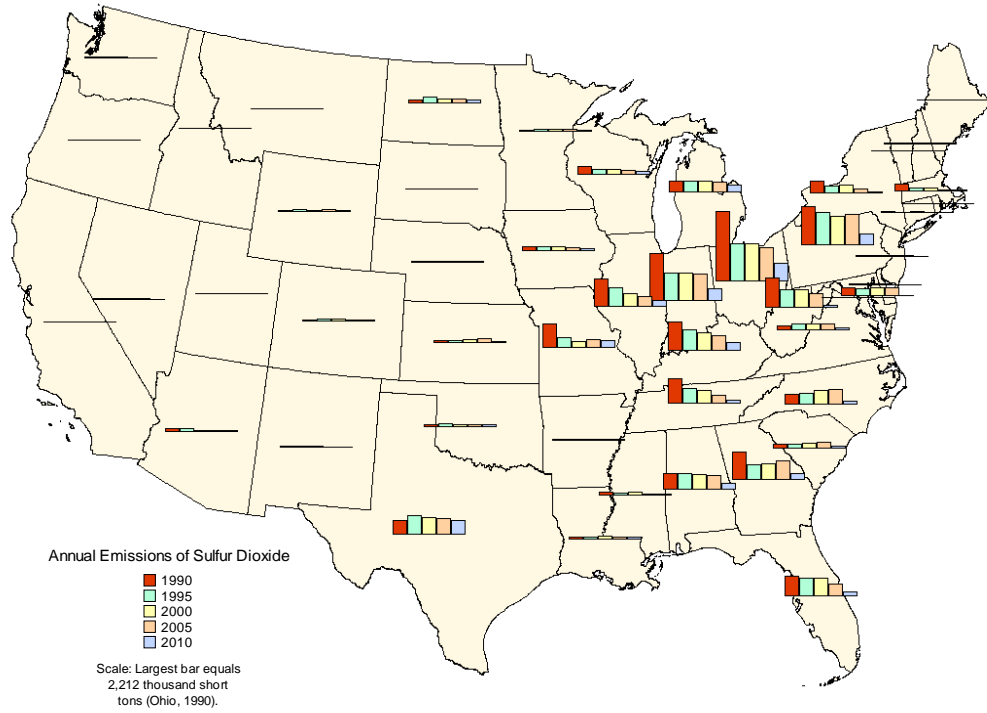 Annual Emissions of Sulfur Dioxide
1990
1995
2000
2005
2010
Scale: Largest bar equals
2,212 thousand short
tons (Ohio, 1990).